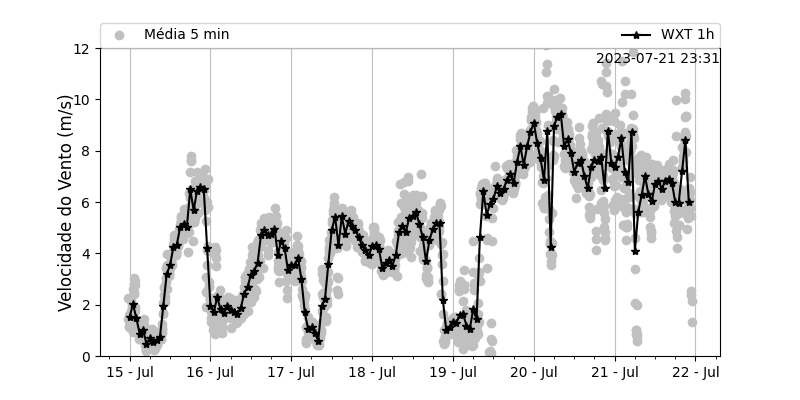 Média 5 min WXT 1h
2023-07-21 23:31
12
10
8
6
4
2
0
Velocidade do Vento (m/s)
15 - Jul 16 - Jul 17 - Jul 18 - Jul 19 - Jul 20 - Jul 21 - Jul 22 - Jul